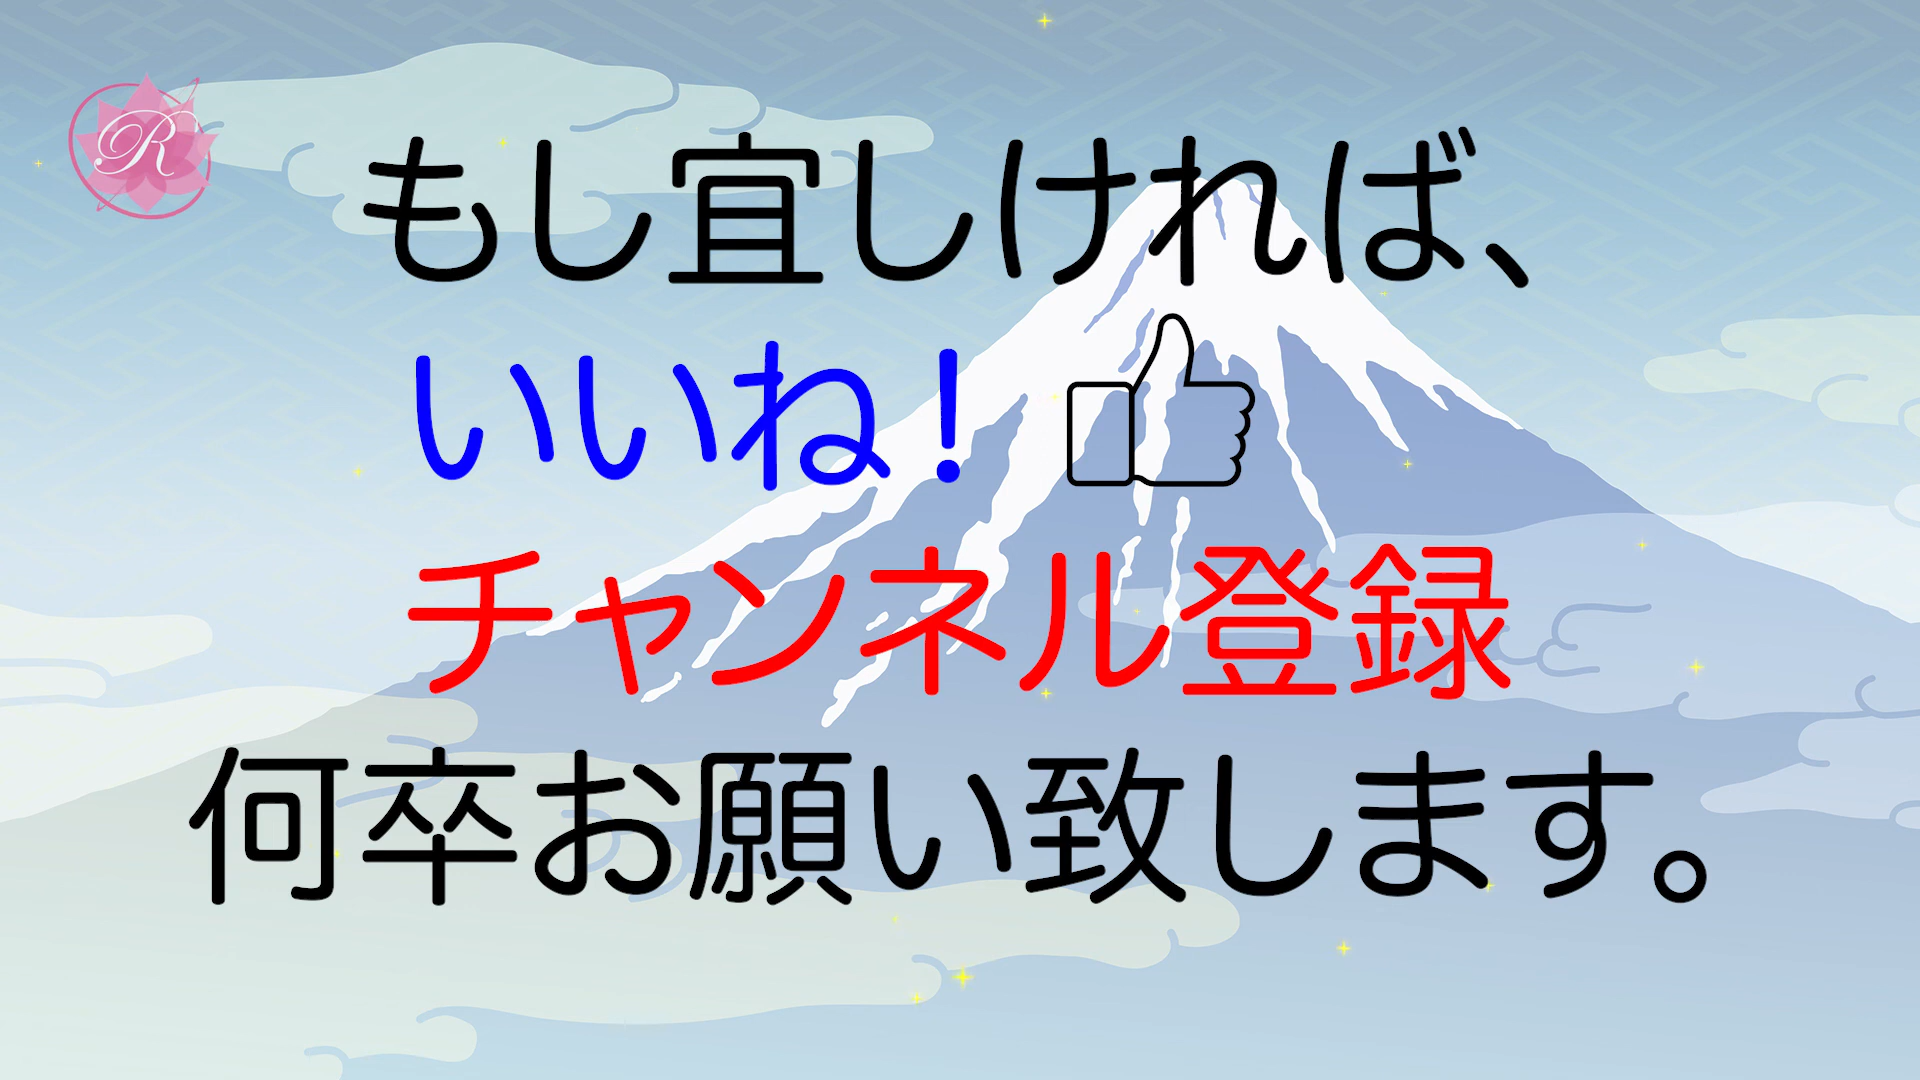 R
もし宜しければ、
いいね！
チャンネル登録
何卒お願い致します。